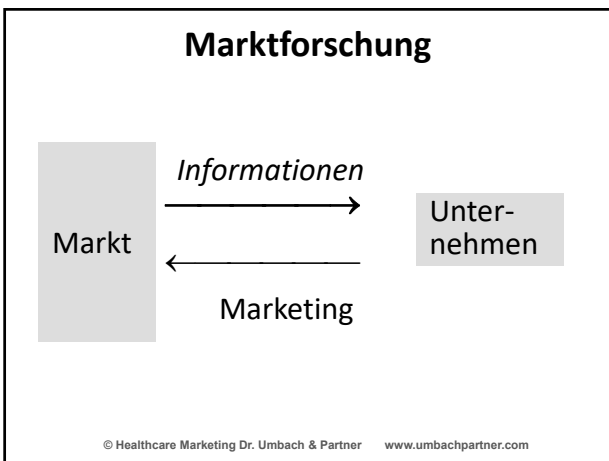 Marktforschung
Informationen
Markt
Unter-
nehmen
Marketing
© Healthcare Marketing Dr. Umbach & Partner www.umbachpartner.com